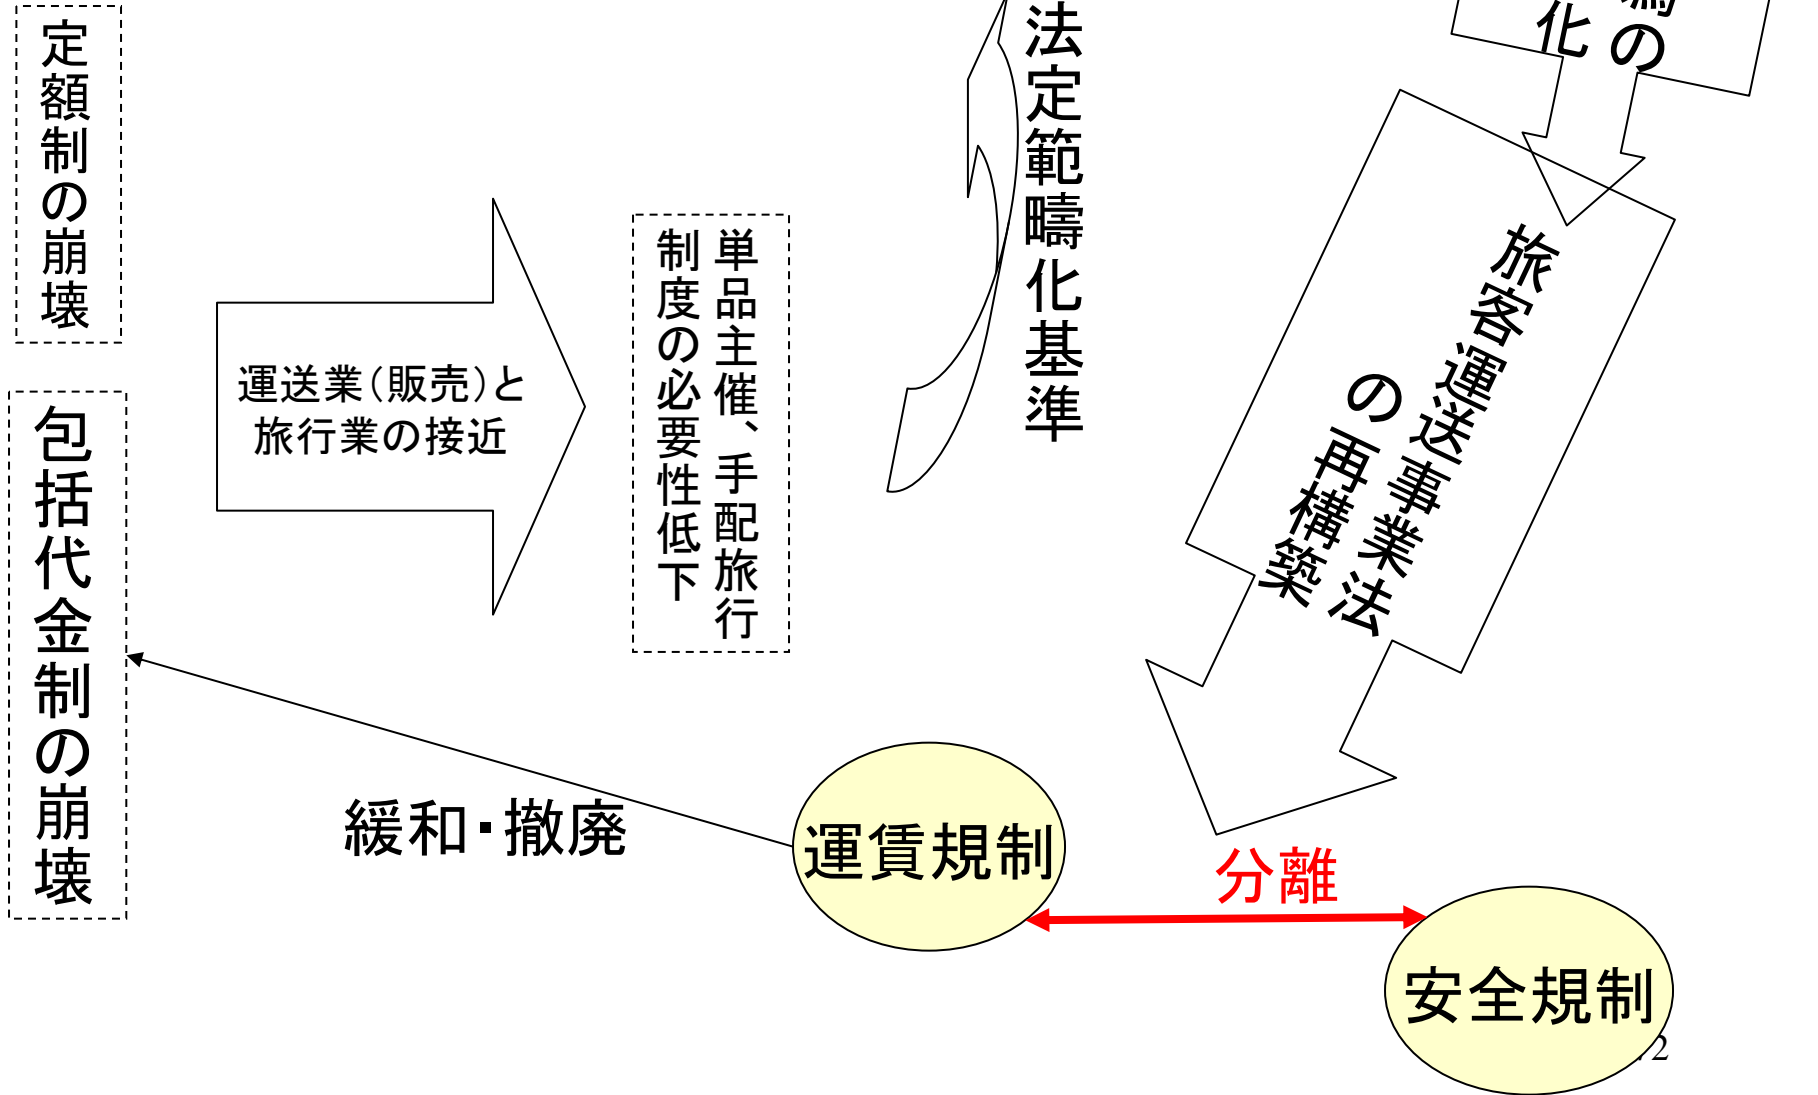 定額制の崩壊
包括代金制の崩壊
運送業（販売）と
旅行業の接近
単品主催、手配旅行
制度の必要性低下
法定範疇化基準
の
化
旅客運送事業法
の再構築
緩和・撤廃
運賃規制
分離
安全規制
2